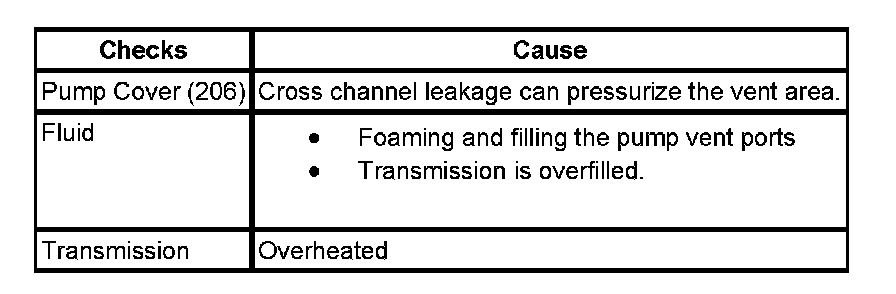 Checks Cause
Pump Cover (206) Cross channel leakage can pressurize the vent area.
Fluid • Foaming and filling the pump vent ports
• Transmission is overfilled.
Transmission Overheated